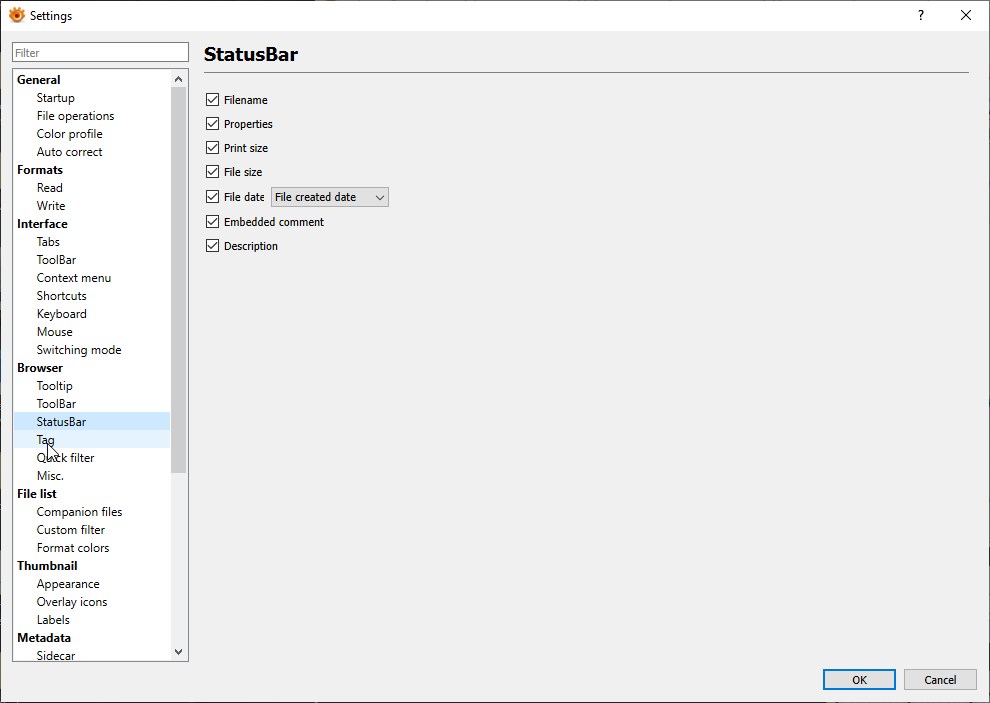 Settings
?
Filter
General
Startup
File operations
Color profile
Auto correct
Formats
Read
Write
Interface
Tabs
ToolBar
Context menu
Shortcuts
Keyboard
Mouse
Switching mode
Browser
Tooltip
ToolBar
StatusBar
Tag
Quick filter
Misc.
File list
Companion files
Custom filter
Format colors
Thumbnail
Appearance
Overlay icons
Labels
Metadata
Sidecar
StatusBar
Filename
Properties
Print size
File size
File date File created date
Embedded comment
Description
OK Cancel